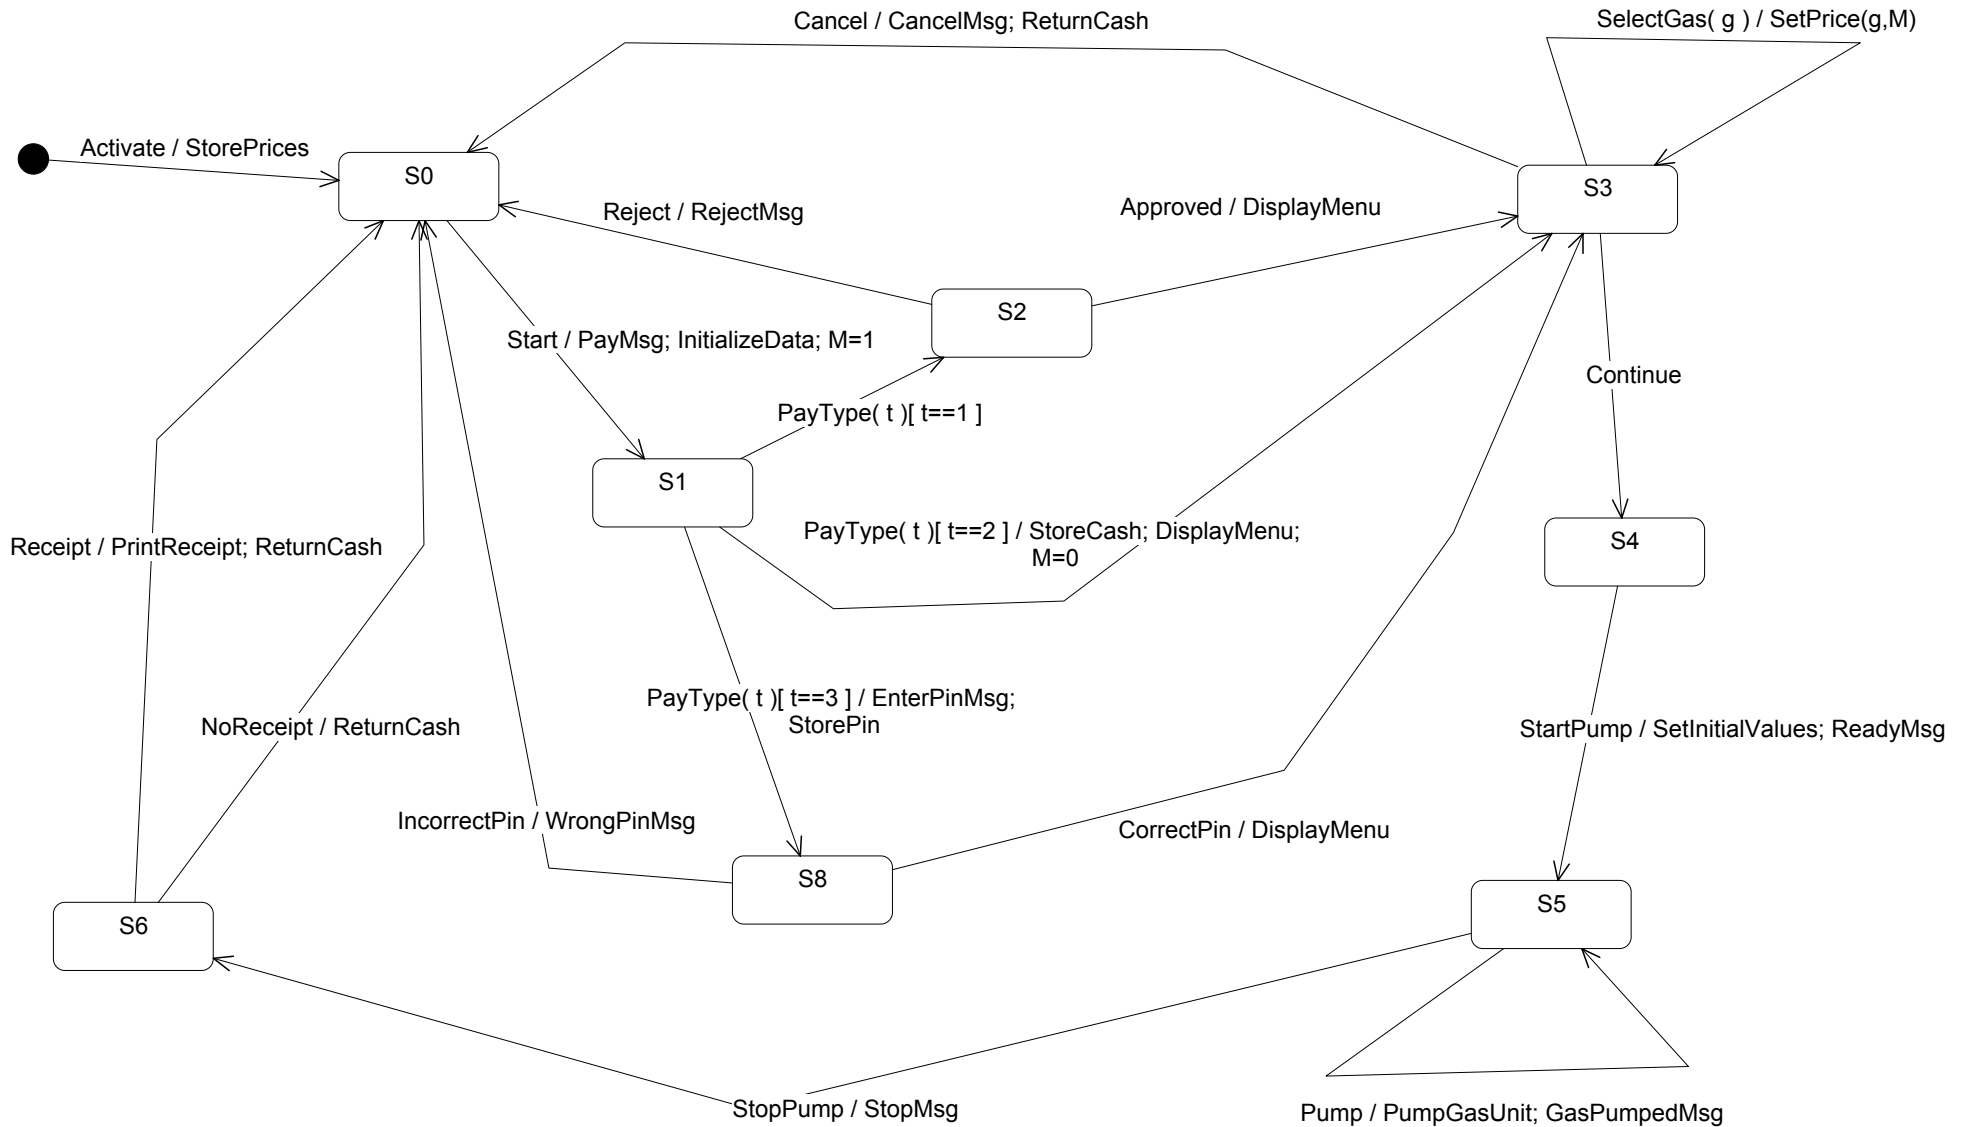 Cancel / CancelMsg; ReturnCash
SelectGas( g ) / SetPrice(g,M)
Activate / StorePrices
S0
S3
Reject / RejectMsg
Approved / DisplayMenu
S2
Start / PayMsg; InitializeData; M=1
Continue
PayType( t )[ t==1 ]
S1
PayType( t )[ t==2 ] / StoreCash; DisplayMenu;
M=0
S4
Receipt / PrintReceipt; ReturnCash
PayType( t )[ t==3 ] / EnterPinMsg;
StorePin
NoReceipt / ReturnCash
StartPump / SetInitialValues; ReadyMsg
IncorrectPin / WrongPinMsg
CorrectPin / DisplayMenu
S8
S5
S6
StopPump / StopMsg
Pump / PumpGasUnit; GasPumpedMsg